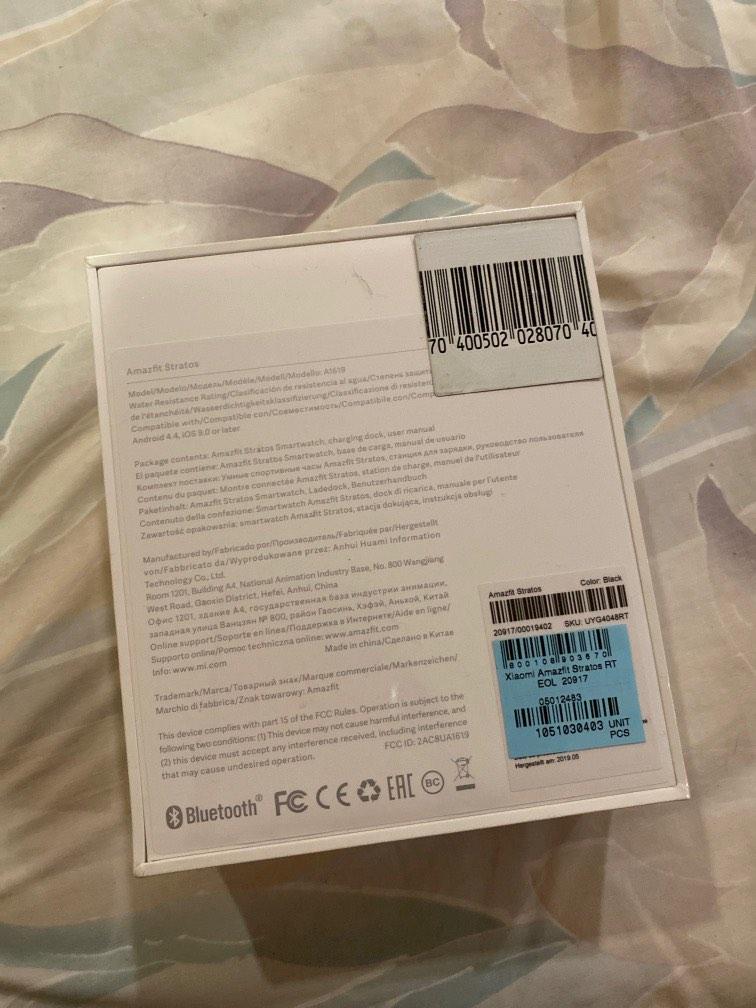 70 400502 028070 40
Amazfit Stratos
Model/Modelo/Модель/Modèle/Modell/Modello: A1619
Water Resistance Rating/Clasificación de resistencia al agua/Степень
de l'étanchéité/Wasserdichtigkeitsklassifizierung/Classificazione di
Compatible with/Compatible con/Совместимость/Compatibile con/
Android 4.4, iOS 9.0 or later
Package contents: Amazfit Stratos Smartwatch, charging dock, user manual
El paquete contiene: Amazfit Stratos Smartwatch, base de carga, manual de usuario
Комплект поставки: Умные спортивные часы Amazfit Stratos, станция для зарядки, руководство пользователя
Contenu du paquet: Montre connectée Amazfit Stratos, station de charge, manuel de l'utilisateur
Paketinhalt: Amazfit Stratos Smartwatch, Ladedock, Benutzerhandbuch
Contenuto della confezione: Smartwatch Amazfit Stratos, dock di ricarica, manuale per l'utente
Zawartość opakowania: smartwatch Amazfit Stratos, stacja dokująca, instrukcja obsługi
Manufactured by/Fabricado por/Производитель/Fabriquée par/Hergestellt
von/Fabbricato da/Wyprodukowane przez: Anhui Huami Information
Technology Co., Ltd.
Room 1201, Building A4, National Animation Industry Base, No. 800 Wangjiang
West Road, Gaoxin District, Hefei, Anhui, China
Офис 1201, здание A4, государственная база индустрии анимации,
западная улица Ванцзян № 800, район Гаосинь, Хэфэй, Аньхой, Китай
Online support/Soporte en línea/Поддержка в Интернете/Aide en ligne/
Supporto online/Pomoc techniczna online: www.amazfit.com
Info: www.mi.com Made in china/Сделано в Китае
Trademark/Marca/Товарный знак/Marque commerciale/Markenzeichen/
Marchio di fabbrica/Znak towarowy: Amazfit
This device complies with part 15 of the FCC Rules. Operation is subject to the
following two conditions: (1) This device may not cause harmful interference, and
(2) this device must accept any interference received, including interference
that may cause undesired operation. FCC ID: 2AC8UA1619
Bluetooth® FC CE EAC BC
Amazfit Stratos Color: Black
20917/00019402 SKU: UYG4048RT
Xiaomi Amazfit Stratos RT
EOL 20917
05012483
1051030403 UNIT
PCS
Hergestellt am: 2019.05